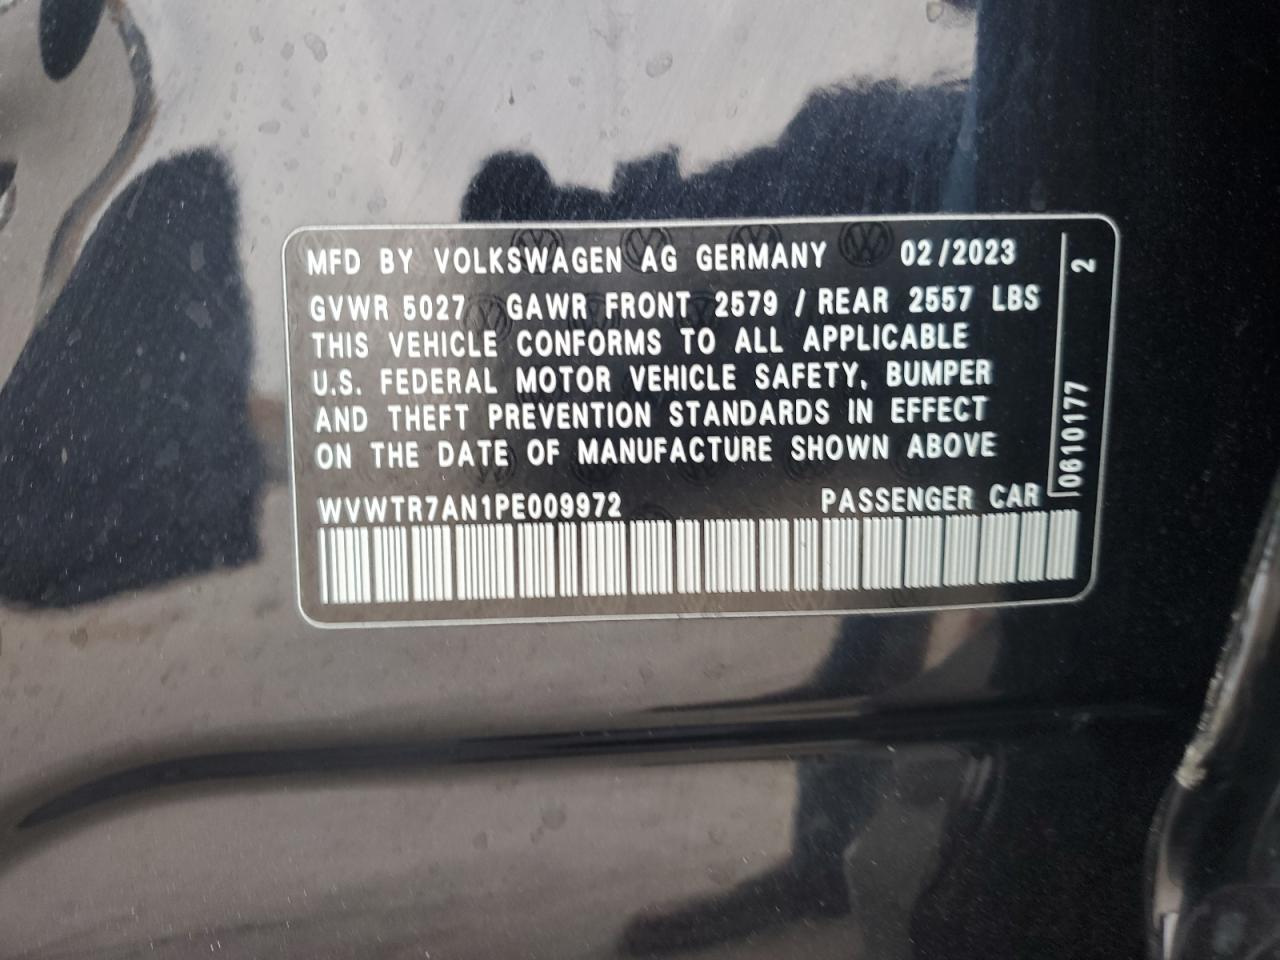 MFD BY VOLKSWAGEN AG GERMANY 02/2023
GVWR 5027 GAWR FRONT 2579 / REAR 2557 LBS
THIS VEHICLE CONFORMS TO ALL APPLICABLE
U.S. FEDERAL MOTOR VEHICLE SAFETY, BUMPER
AND THEFT PREVENTION STANDARDS IN EFFECT
ON THE DATE OF MANUFACTURE SHOWN ABOVE
WVWTR7AN1PE009972 PASSENGER CAR
0610177 2